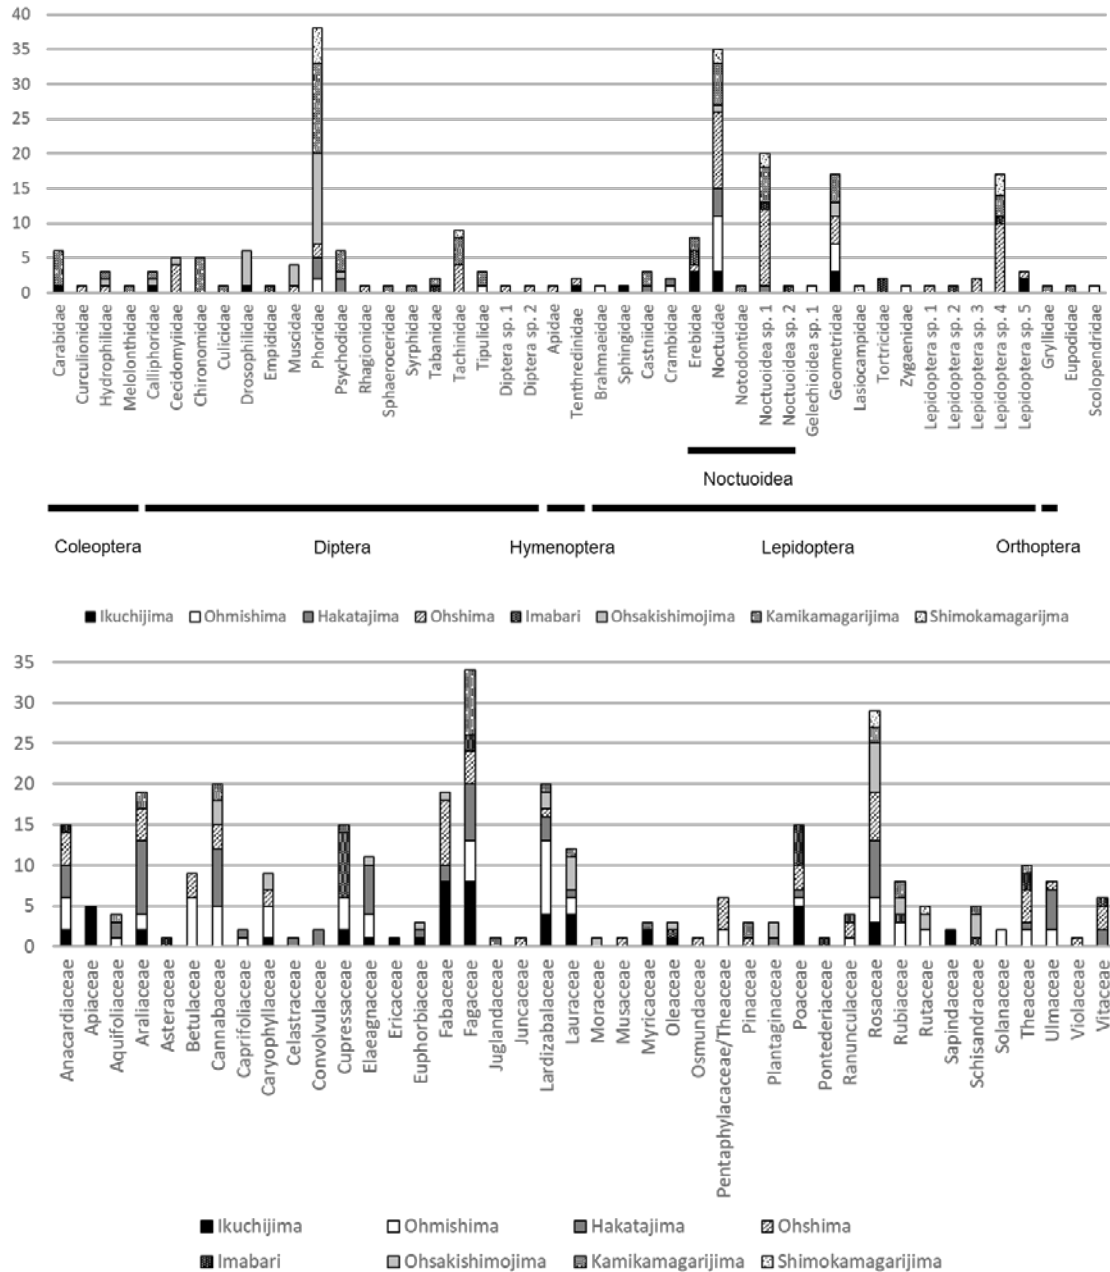 40
35
30
25
20
15
10
5
0
Carabidae
Curculionidae
Hydrophilidae
Melolonthidae
Calliphoridae
Cecidomyiidae
Chironomidae
Culicidae
Drosophilidae
Empididae
Muscidae
Phoridae
Psychodidae
Rhagionidae
Sphaeroceridae
Syrphidae
Tabanidae
Tachinidae
Tipulidae
Diptera sp. 1
Diptera sp. 2
Apidae
Tenthredinidae
Brahmaeidae
Sphingidae
Castniidae
Crambidae
Erebidae
Noctuidae
Notodontidae
Noctuoidea sp. 1
Noctuoidea sp. 2
Gelechioidea sp. 1
Geometridae
Lasiocampidae
Tortricidae
Zygaenidae
Lepidoptera sp. 1
Lepidoptera sp. 2
Lepidoptera sp. 3
Lepidoptera sp. 4
Lepidoptera sp. 5
Gryllidae
Eupodidae
Scolopendridae
Noctuoidea
Coleoptera Diptera Hymenoptera Lepidoptera Orthoptera
Ikuchijima Ohmishima Hakatajima Ohshima Imabari Ohsakishimojima Kamikamagarijima Shimokamagarijma
35
30
25
20
15
10
5
0
Anacardiaceae
Apiaceae
Aquifoliaceae
Araliaceae
Asteraceae
Betulaceae
Cannabaceae
Caprifoliaceae
Caryophyllaceae
Celastraceae
Convolvulaceae
Cupressaceae
Elaeagnaceae
Ericaceae
Euphorbiaceae
Fabaceae
Fagaceae
Juglandaceae
Juncaceae
Lardizabalaceae
Lauraceae
Moraceae
Musaceae
Myricaceae
Oleaceae
Osmundaceae
Pentaphylacaceae/Theaceae
Pinaceae
Plantaginaceae
Poaceae
Pontederiaceae
Ranunculaceae
Rosaceae
Rubiaceae
Rutaceae
Sapindaceae
Schisandraceae
Solanaceae
Theaceae
Ulmaceae
Violaceae
Vitaceae
Ikuchijima Ohmishima Hakatajima Ohshima
Imabari Ohsakishimojima Kamikamagarijima Shimokamagarijima